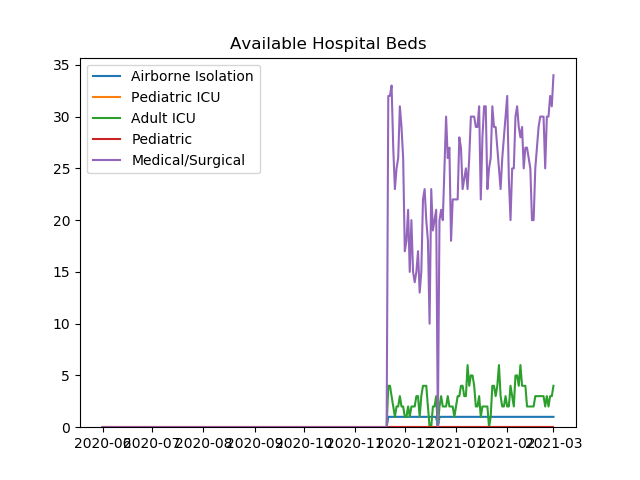 Available Hospital Beds
35
30
25
20
15
10
5
0
Airborne Isolation
Pediatric ICU
Adult ICU
Pediatric
Medical/Surgical
2020-06 2020-07 2020-08 2020-09 2020-10 2020-11 2020-12 2021-01 2021-02 2021-03